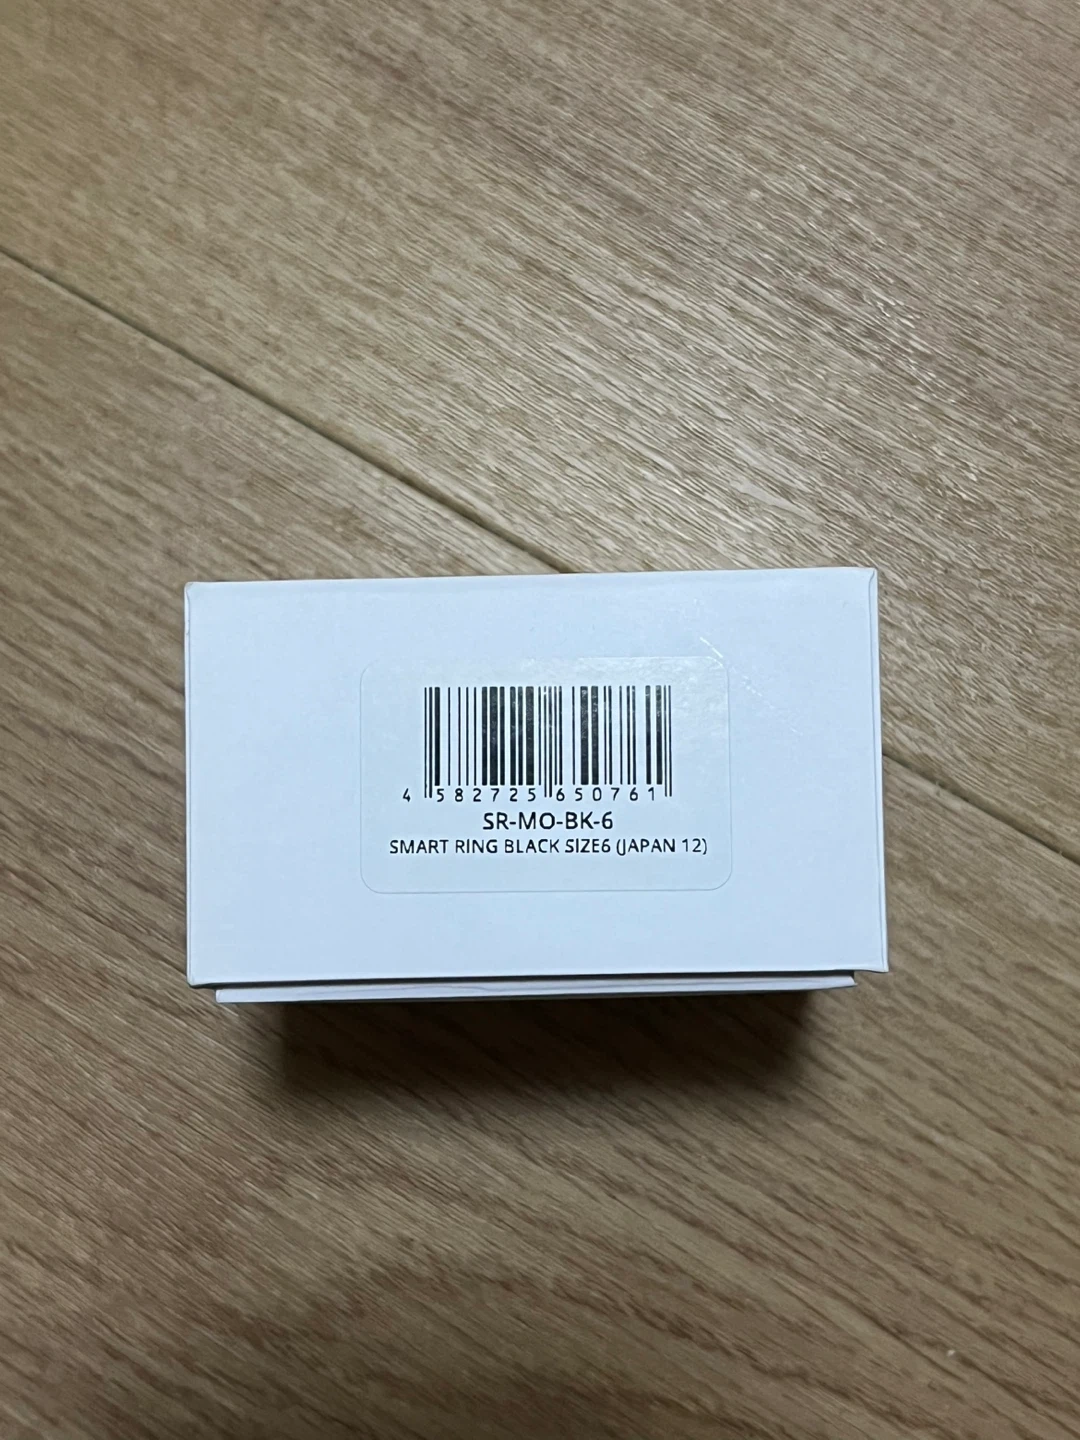 4 582725 650761
SR-MO-BK-6
SMART RING BLACK SIZE6 (JAPAN 12)